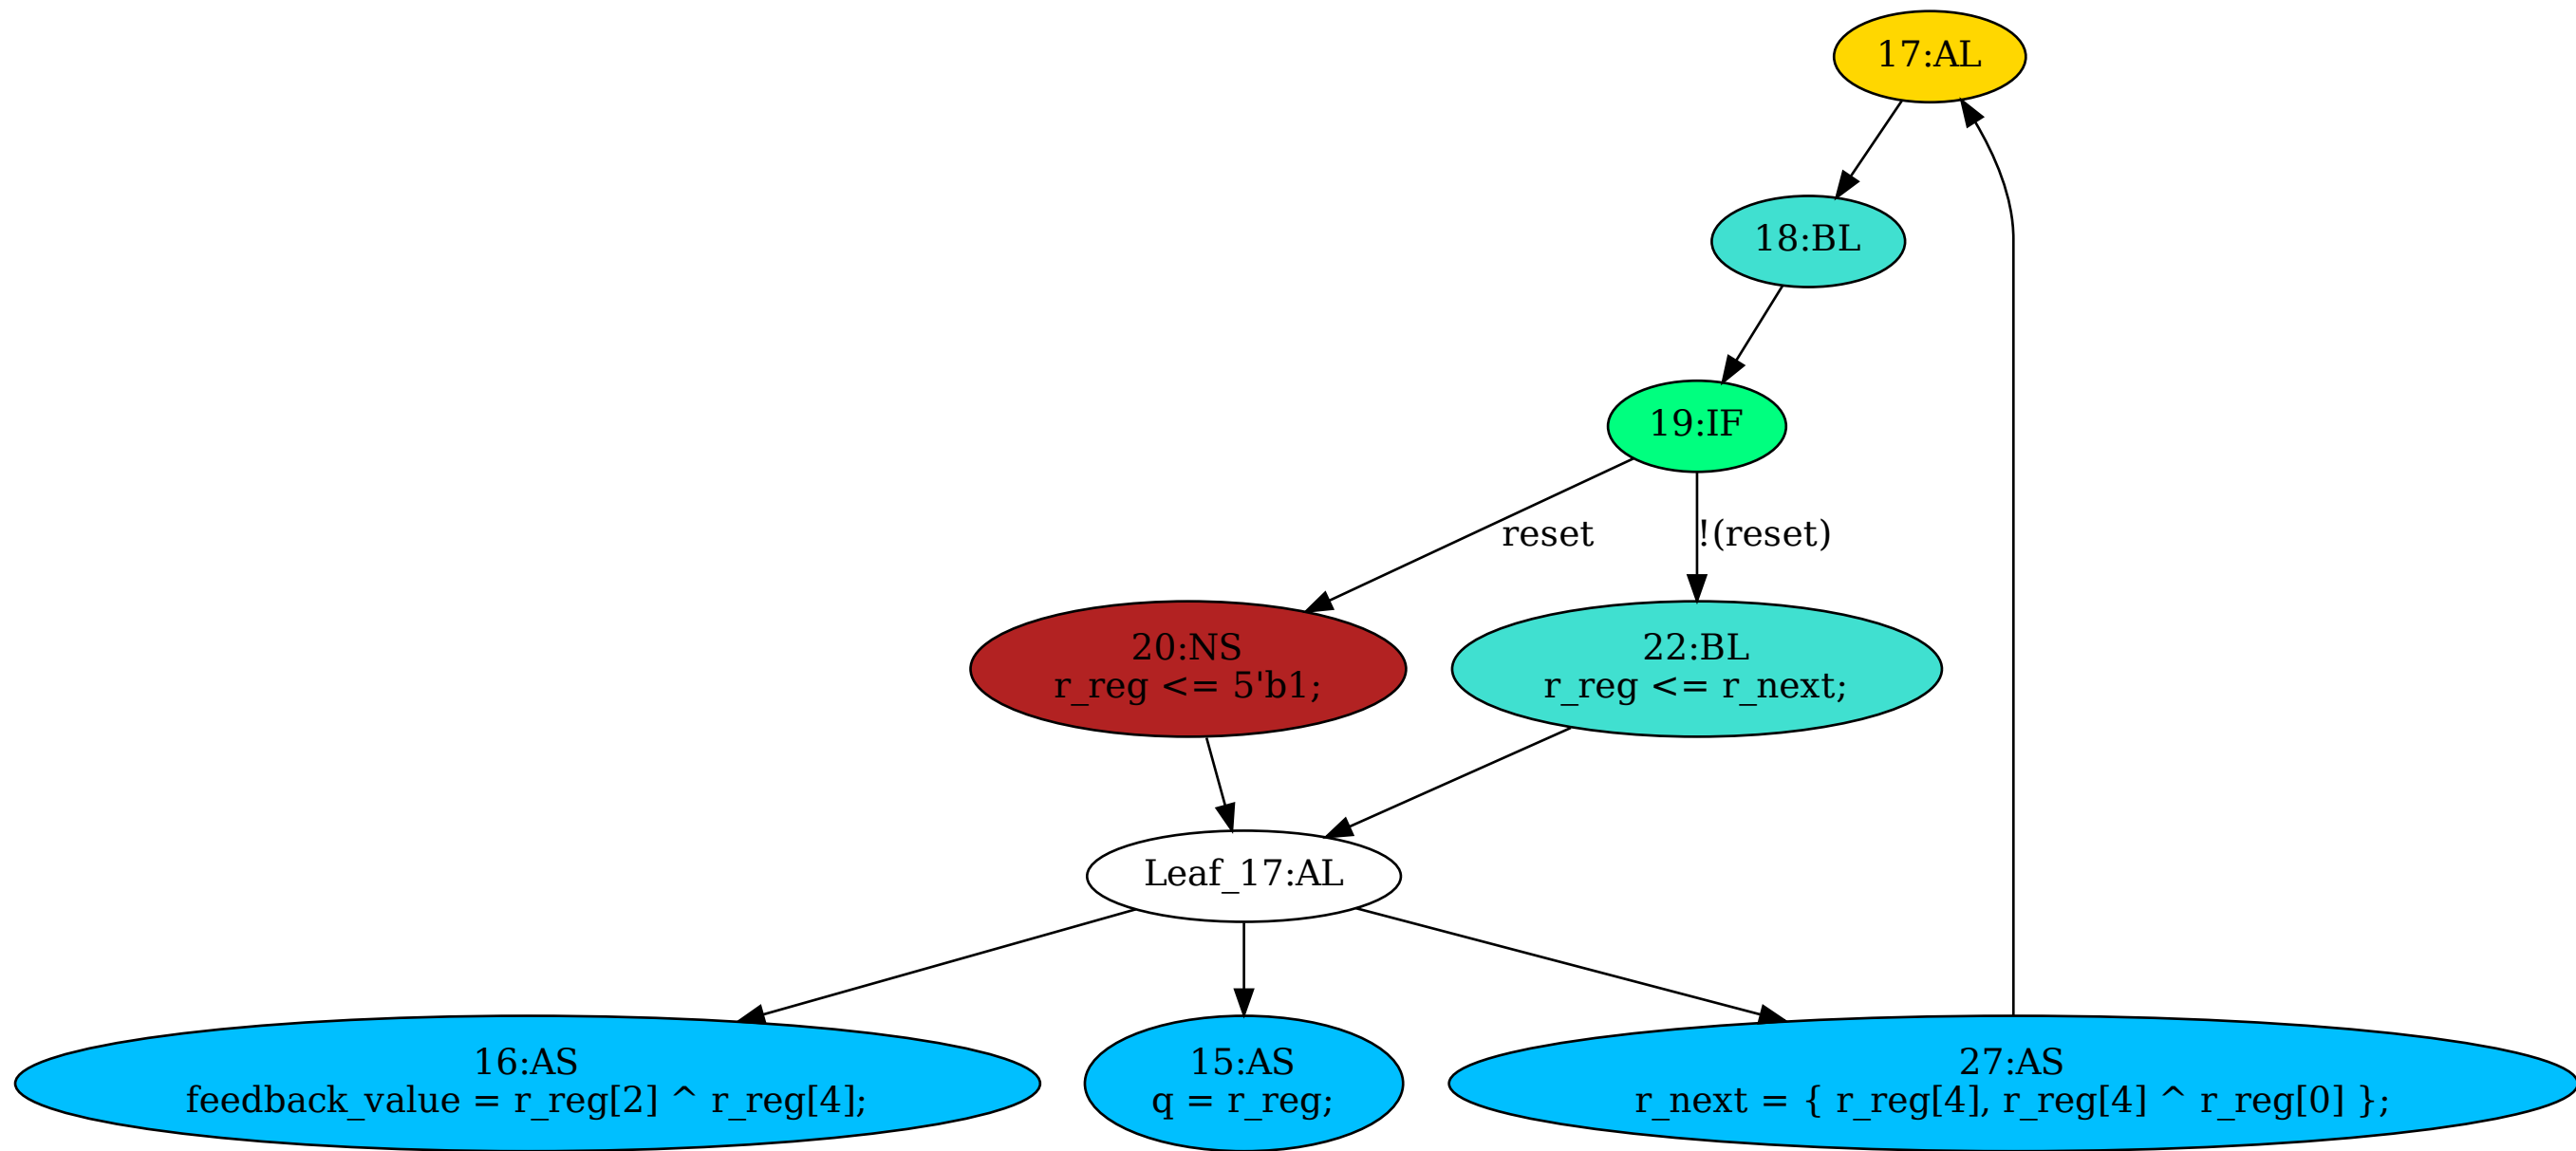 17:AL
18:BL
19:IF
reset
!(reset)
20:NS
r_reg <= 5'b1;
22:BL
r_reg <= r_next;
Leaf_17:AL
16:AS
feedback_value = r_reg[2] ^ r_reg[4];
15:AS
q = r_reg;
27:AS
r_next = { r_reg[4], r_reg[4] ^ r_reg[0] };